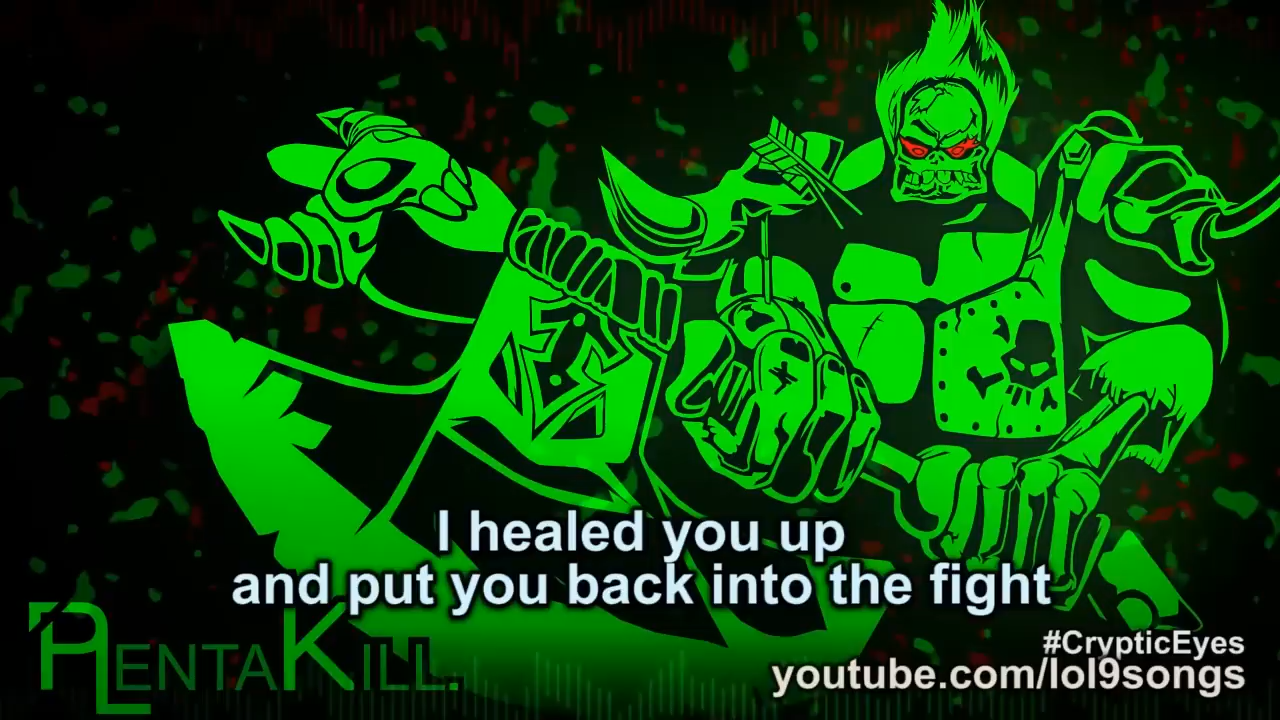 I healed you up
and put you back into the fight
PENTAKILL.
#CrypticEyes
youtube.com/lol9songs